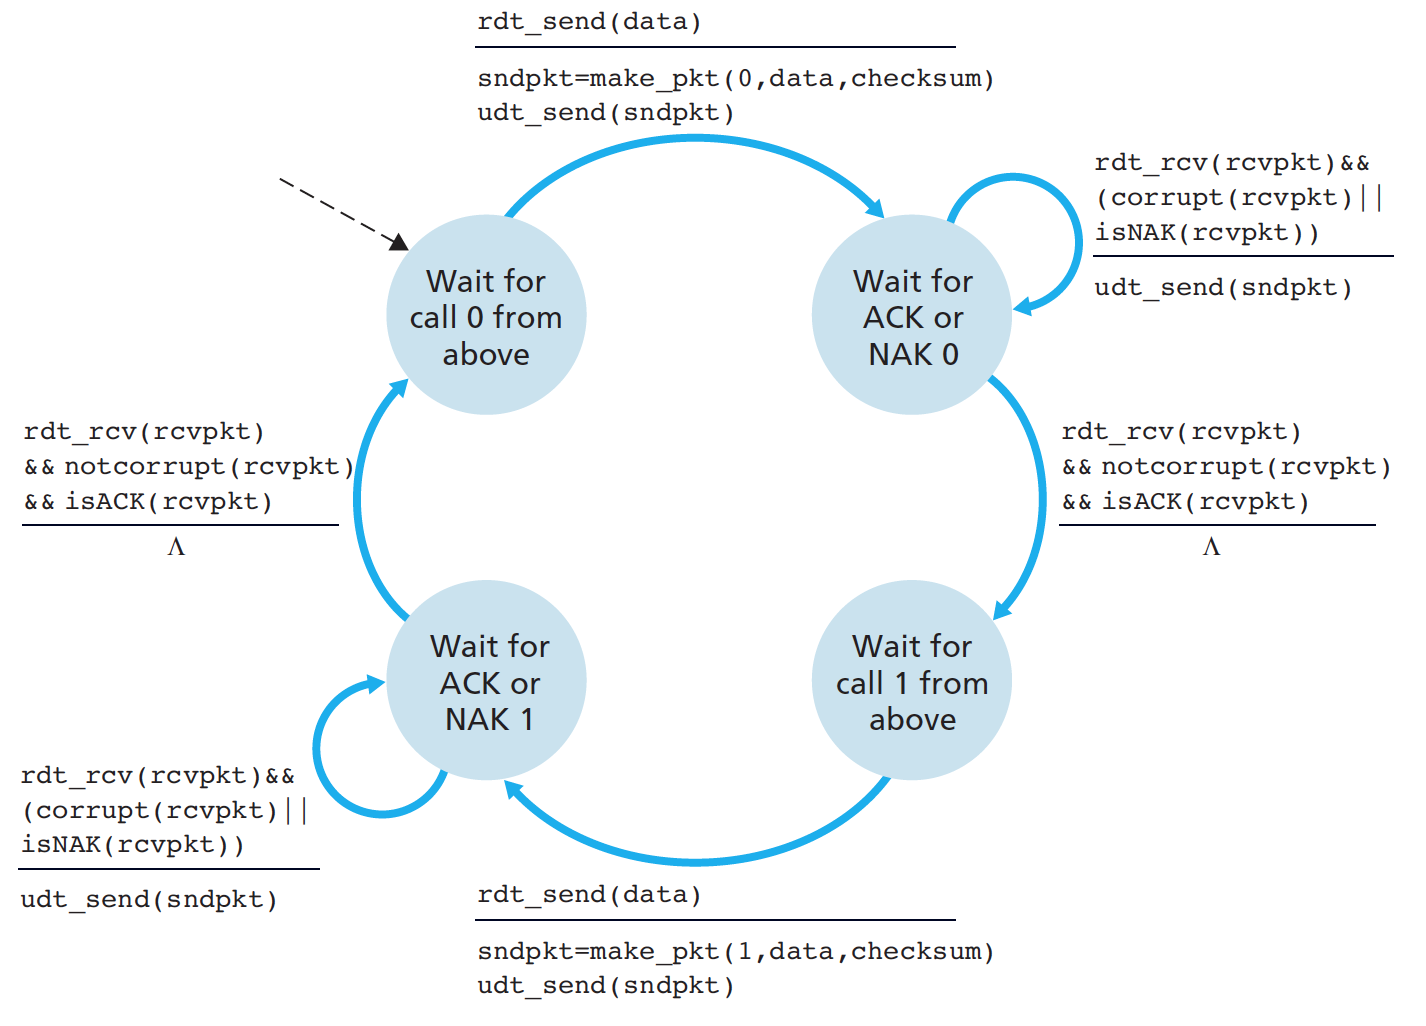 rdt_send(data)
sndpkt=make_pkt(0,data,checksum)
udt_send(sndpkt)
rdt_rcv(rcvpkt)&&
(corrupt(rcvpkt)||
isNAK(rcvpkt))
udt_send(sndpkt)
Wait for
call 0 from
above
Wait for
ACK or
NAK 0
rdt_rcv(rcvpkt)
&& notcorrupt(rcvpkt)
&& isACK(rcvpkt)
Λ
rdt_rcv(rcvpkt)
&& notcorrupt(rcvpkt)
&& isACK(rcvpkt)
Λ
Wait for
ACK or
NAK 1
Wait for
call 1 from
above
rdt_rcv(rcvpkt)&&
(corrupt(rcvpkt)||
isNAK(rcvpkt))
udt_send(sndpkt)
rdt_send(data)
sndpkt=make_pkt(1,data,checksum)
udt_send(sndpkt)